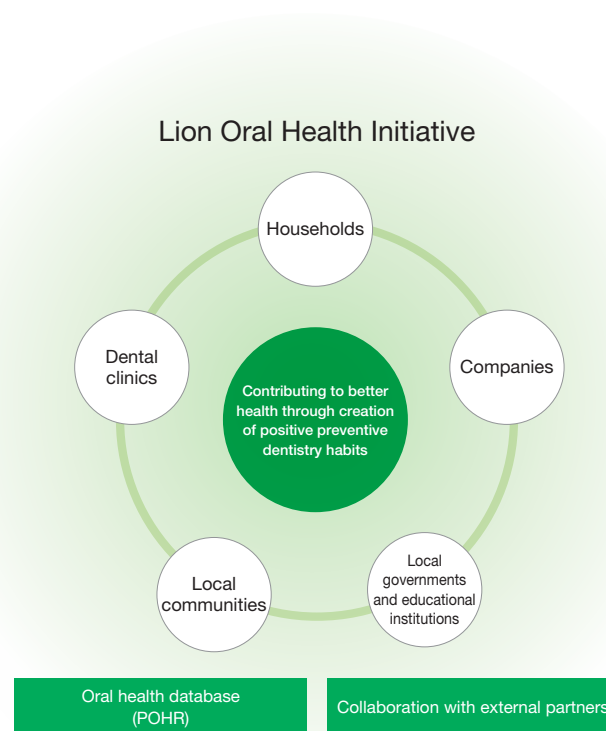 Lion Oral Health Initiative
Households
Dental
clinics
Companies
Contributing to better
health through creation
of positive preventive
dentistry habits
Local
communities
Local
governments
and educational
institutions
Oral health database
(POHR)
Collaboration with external partners